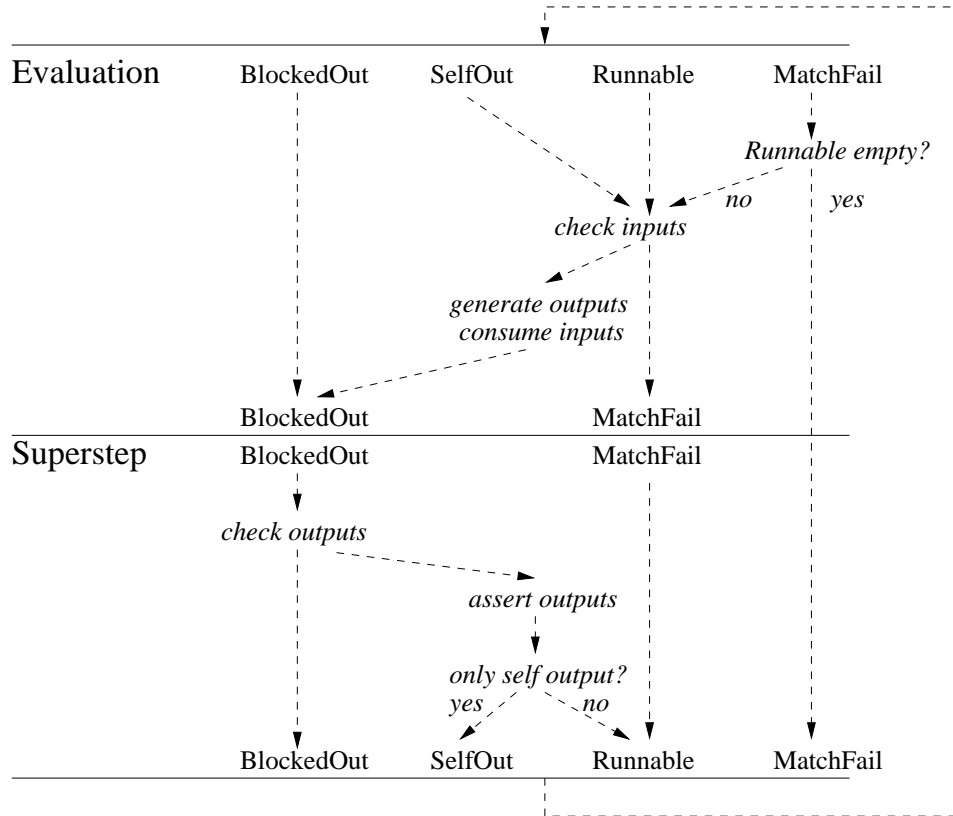 Evaluation BlockedOut SelfOut Runnable MatchFail
Runnable empty?
no yes
check inputs
generate outputs
consume inputs
BlockedOut MatchFail
Superstep BlockedOut MatchFail
check outputs
assert outputs
only self output?
yes no
BlockedOut SelfOut Runnable MatchFail